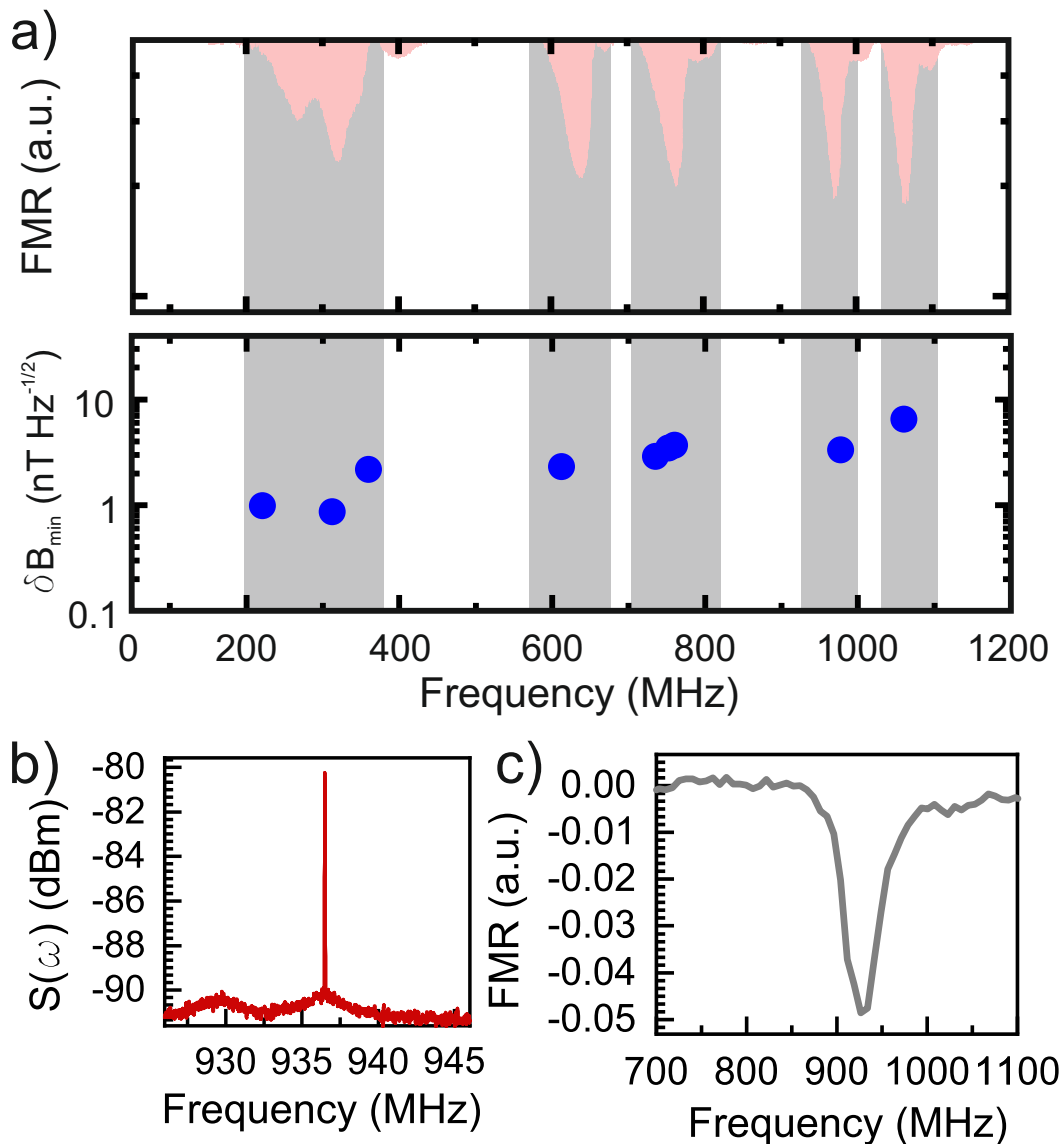 a)
FMR (a.u.)
δB_min (nT Hz^-1/2)
10
1
0.1
0 200 400 600 800 1000 1200
Frequency (MHz)
b)
S(ω) (dBm)
-80
-82
-84
-86
-88
-90
930 935 940 945
Frequency (MHz)
c)
FMR (a.u.)
0.00
-0.01
-0.02
-0.03
-0.04
-0.05
700 800 900 1000 1100
Frequency (MHz)